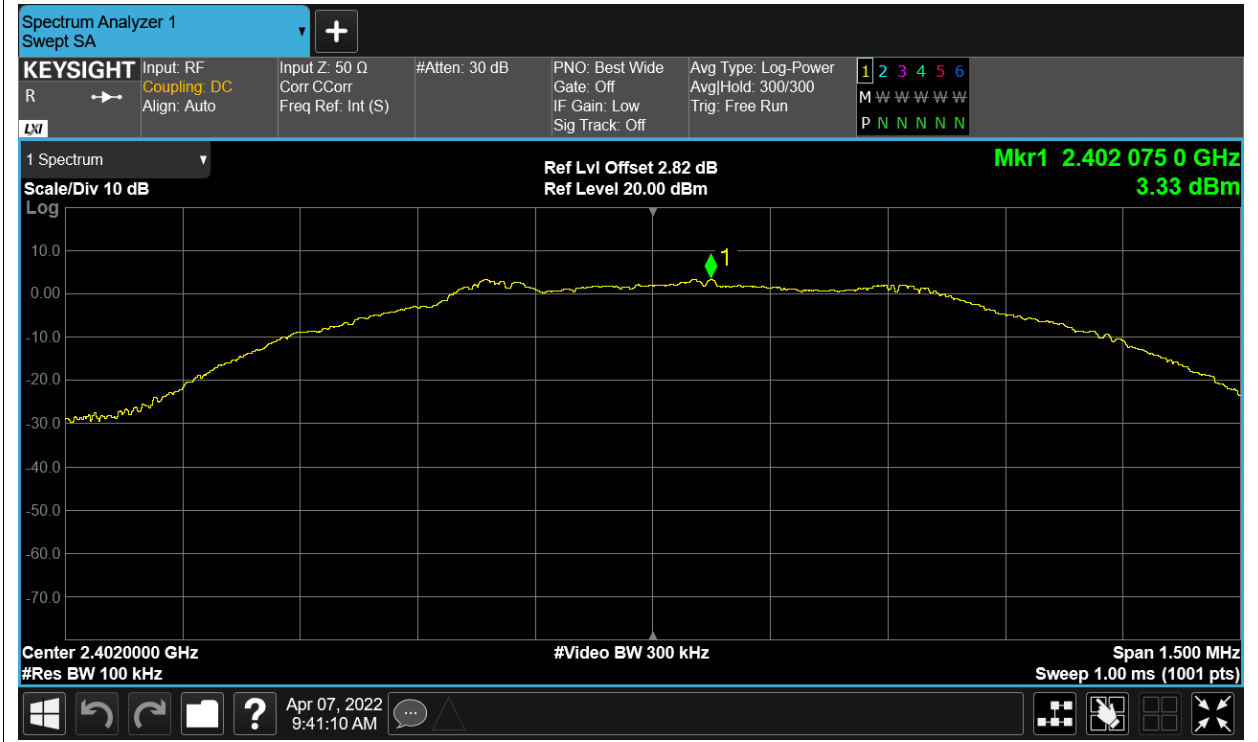 Spectrum Analyzer 1
Swept SA
KEYSIGHT
R
LXI
Input: RF
Coupling: DC
Align: Auto
Input Z: 50 Ω
Corr CCorr
Freq Ref: Int (S)
#Atten: 30 dB
PNO: Best Wide
Gate: Off
IF Gain: Low
Sig Track: Off
Avg Type: Log-Power
Avg|Hold: 300/300
Trig: Free Run
1 2 3 4 5 6
M W W W W W W
P N N N N N N
1 Spectrum
Scale/Div 10 dB
Log
Ref Lvl Offset 2.82 dB
Ref Level 20.00 dBm
Mkr1 2.402 075 0 GHz
3.33 dBm
1
10.0
0.00
-10.0
-20.0
-30.0
-40.0
-50.0
-60.0
-70.0
Center 2.4020000 GHz
#Res BW 100 kHz
#Video BW 300 kHz
Span 1.500 MHz
Sweep 1.00 ms (1001 pts)
?
Apr 07, 2022
9:41:10 AM